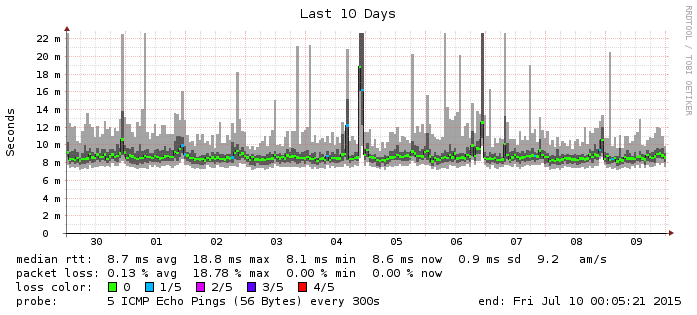 Last 10 Days
RRDTOOL / TOBI OETIKER
Seconds
22 m
20 m
18 m
16 m
14 m
12 m
10 m
8 m
6 m
4 m
2 m
0
30 01 02 03 04 05 06 07 08 09
median rtt: 8.7 ms avg 18.8 ms max 8.1 ms min 8.6 ms now 0.9 ms sd 9.2 am/s
packet loss: 0.13 % avg 18.78 % max 0.00 % min 0.00 % now
loss color: 0 1/5 2/5 3/5 4/5
probe: 5 ICMP Echo Pings (56 Bytes) every 300s end: Fri Jul 10 00:05:21 2015